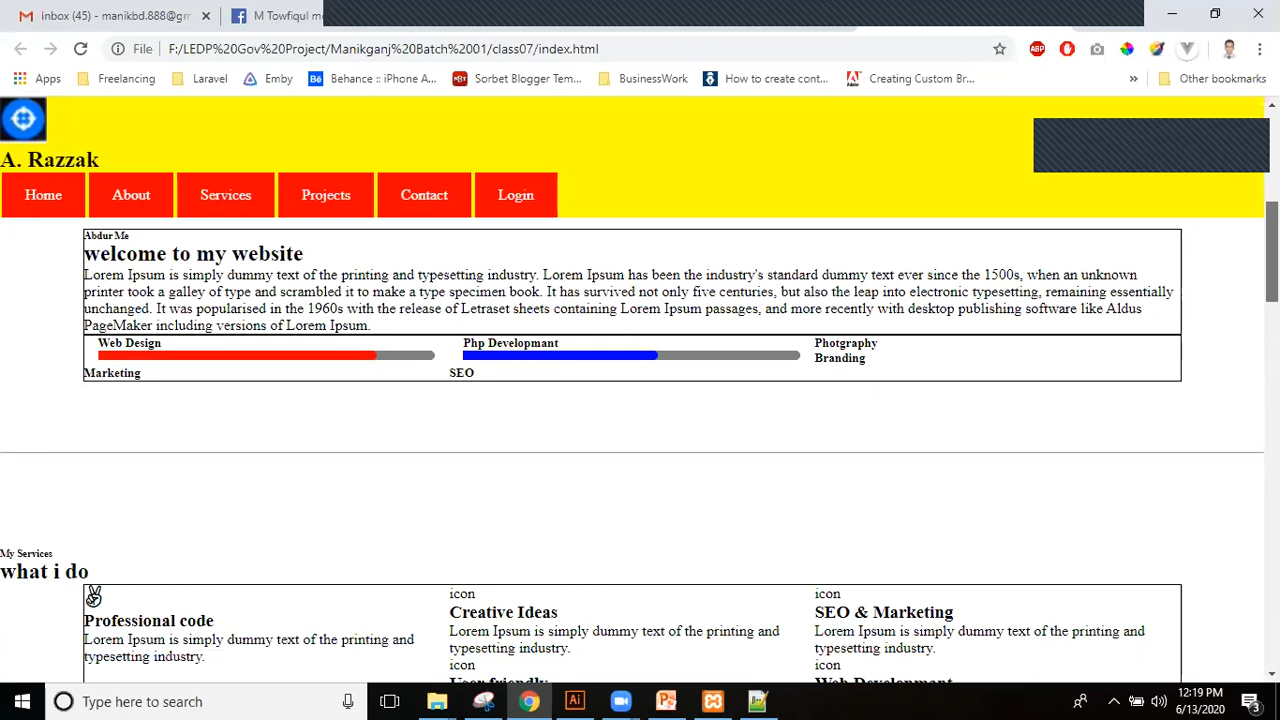 inbox (45) - manikbd.888@gm
M Towfiqul m
File
F:/LEDP%20Gov%20Project/Manikganj%20Batch%2001/class07/index.html
Apps Freelancing Laravel Emby Behance :: iPhone A... Sorbet Blogger Tem... BusinessWork How to create cont... Creating Custom Br... » Other bookmarks
A. Razzak
Home About Services Projects Contact Login
Abdur Me
welcome to my website
Lorem Ipsum is simply dummy text of the printing and typesetting industry. Lorem Ipsum has been the industry's standard dummy text ever since the 1500s, when an unknown
printer took a galley of type and scrambled it to make a type specimen book. It has survived not only five centuries, but also the leap into electronic typesetting, remaining essentially
unchanged. It was popularised in the 1960s with the release of Letraset sheets containing Lorem Ipsum passages, and more recently with desktop publishing software like Aldus
PageMaker including versions of Lorem Ipsum.
Web Design Php Developmant Photgraphy
Branding
Marketing SEO
My Services
what i do
icon icon
Professional code Creative Ideas SEO & Marketing
Lorem Ipsum is simply dummy text of the printing and
typesetting industry.
Lorem Ipsum is simply dummy text of the printing and
typesetting industry.
Lorem Ipsum is simply dummy text of the printing and
typesetting industry.
icon icon
User friendly Web Development
Type here to search
12:19 PM
6/13/2020
3